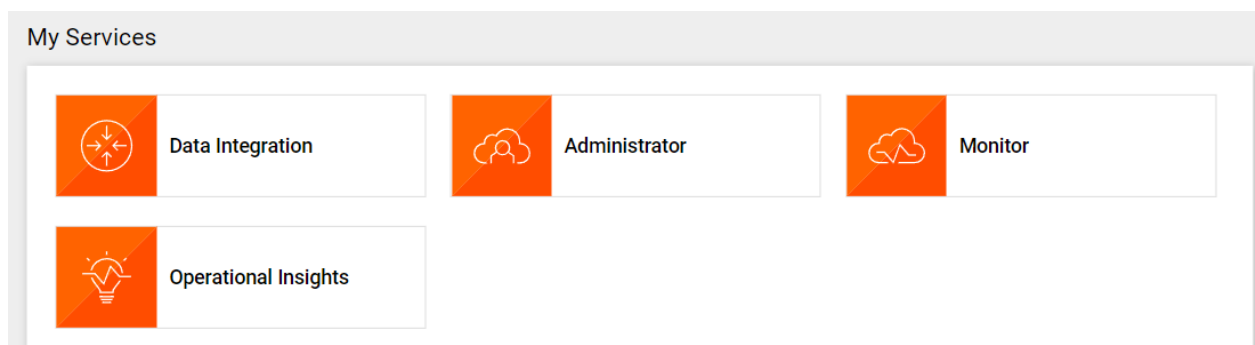 My Services
Data Integration
Administrator
Monitor
Operational Insights